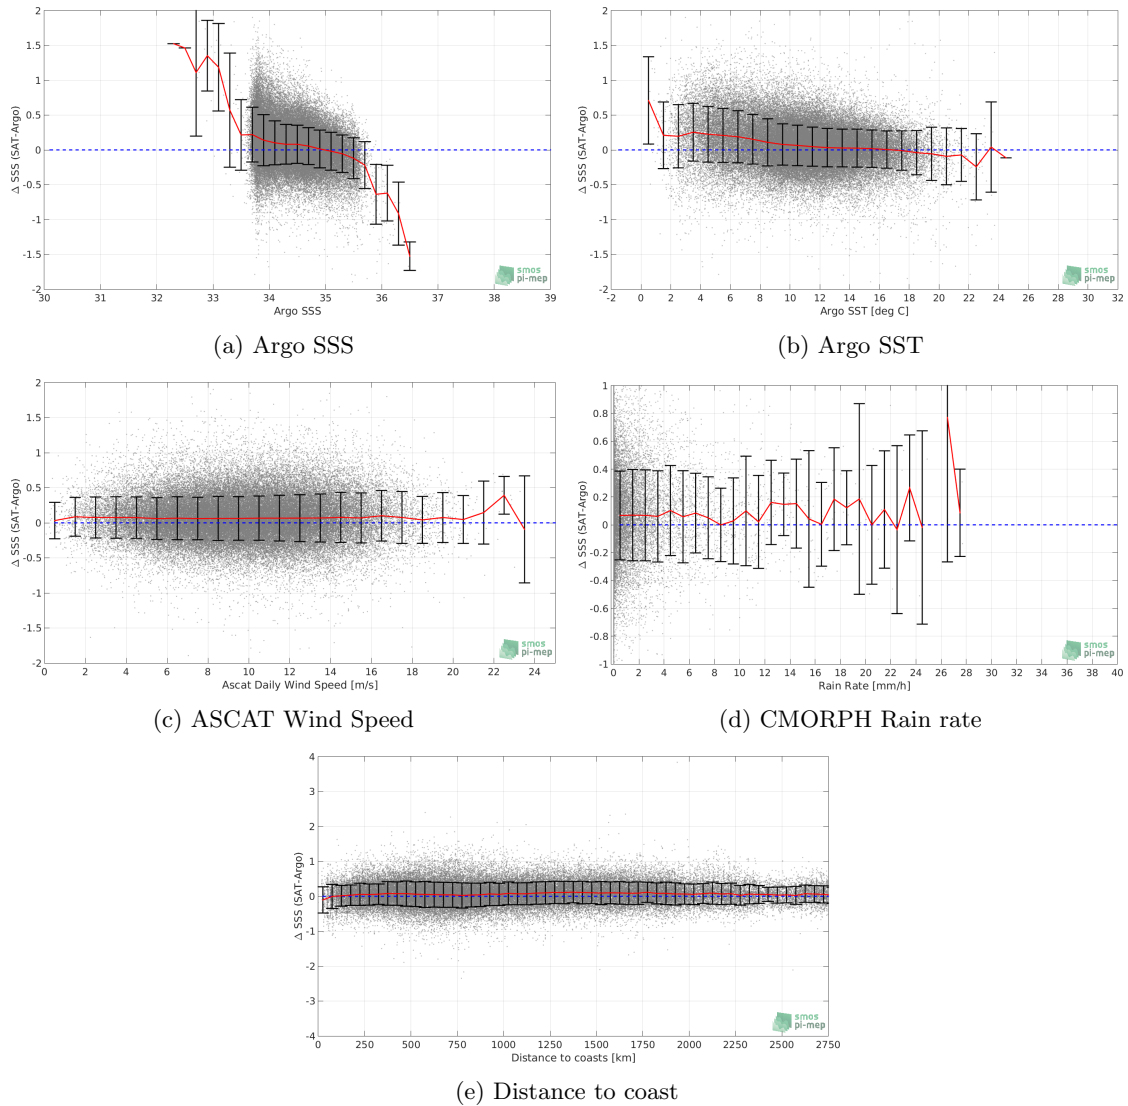 2
1.5
1
0.5
0
-0.5
-1
-1.5
-2
Δ SSS (SAT-Argo)
30 31 32 33 34 35 36 37 38 39
Argo SSS
smos
pi-mep
(a) Argo SSS
2
1.5
1
0.5
0
-0.5
-1
-1.5
-2
Δ SSS (SAT-Argo)
-2 0 2 4 6 8 10 12 14 16 18 20 22 24 26 28 30 32
Argo SST [deg C]
smos
pi-mep
(b) Argo SST
2
1.5
1
0.5
0
-0.5
-1
-1.5
-2
Δ SSS (SAT-Argo)
0 2 4 6 8 10 12 14 16 18 20 22 24
Ascat Daily Wind Speed [m/s]
smos
pi-mep
(c) ASCAT Wind Speed
1
0.8
0.6
0.4
0.2
0
-0.2
-0.4
-0.6
-0.8
-1
Δ SSS (SAT-Argo)
0 2 4 6 8 10 12 14 16 18 20 22 24 26 28 30 32 34 36 38 40
Rain Rate [mm/h]
smos
pi-mep
(d) CMORPH Rain rate
4
3
2
1
0
-1
-2
-3
-4
Δ SSS (SAT-Argo)
0 250 500 750 1000 1250 1500 1750 2000 2250 2500 2750
Distance to coasts [km]
smos
pi-mep
(e) Distance to coast